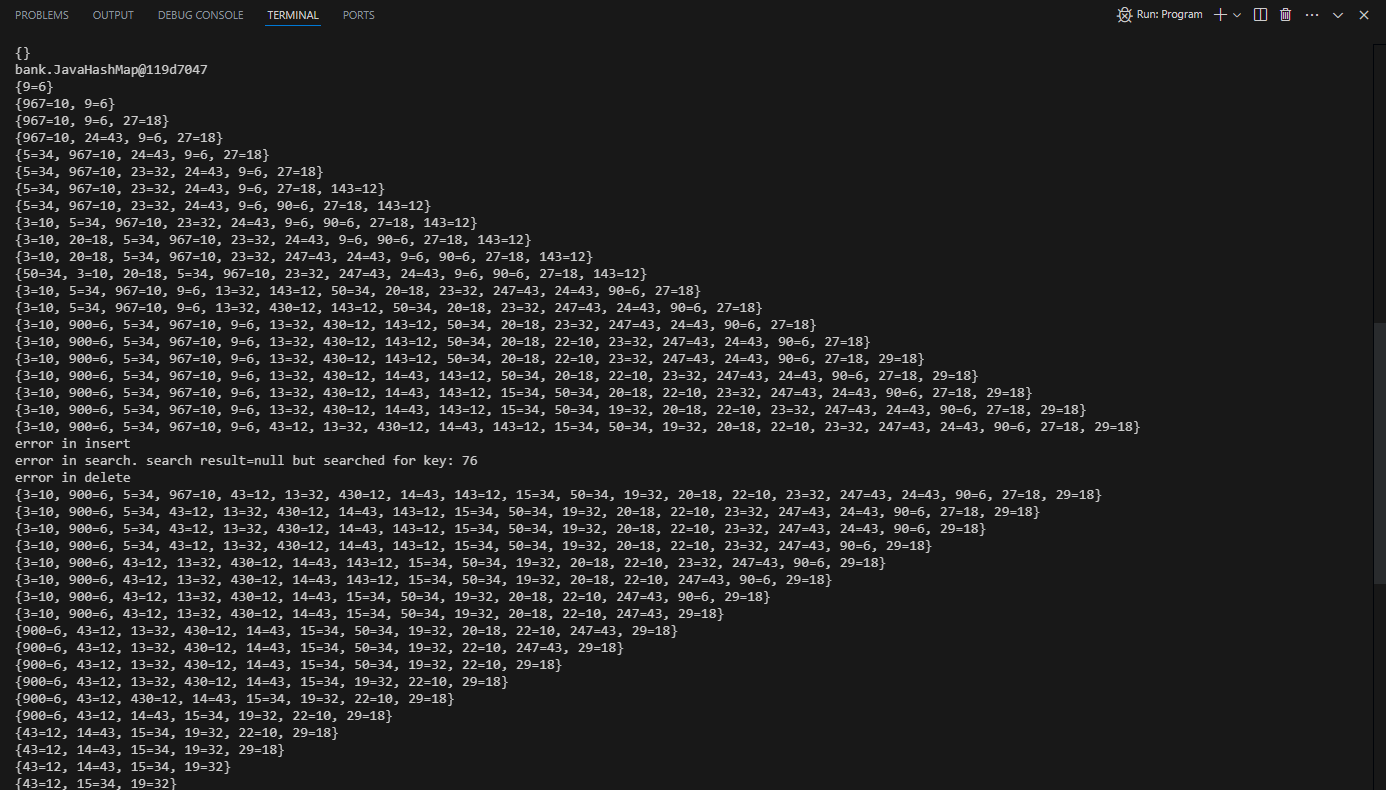 PROBLEMS OUTPUT DEBUG CONSOLE TERMINAL PORTS Run: Program
{}
bank.JavaHashMap@119d7047
{9=6}
{967=10, 9=6}
{967=10, 9=6, 27=18}
{967=10, 24=43, 9=6, 27=18}
{5=34, 967=10, 24=43, 9=6, 27=18}
{5=34, 967=10, 23=32, 24=43, 9=6, 27=18}
{5=34, 967=10, 23=32, 24=43, 9=6, 27=18, 143=12}
{5=34, 967=10, 23=32, 24=43, 9=6, 90=6, 27=18, 143=12}
{3=10, 5=34, 967=10, 23=32, 24=43, 9=6, 90=6, 27=18, 143=12}
{3=10, 20=18, 5=34, 967=10, 23=32, 24=43, 9=6, 90=6, 27=18, 143=12}
{3=10, 20=18, 5=34, 967=10, 23=32, 247=43, 24=43, 9=6, 90=6, 27=18, 143=12}
{50=34, 3=10, 20=18, 5=34, 967=10, 23=32, 247=43, 24=43, 9=6, 90=6, 27=18, 143=12}
{3=10, 5=34, 967=10, 9=6, 13=32, 143=12, 50=34, 20=18, 23=32, 247=43, 24=43, 90=6, 27=18}
{3=10, 5=34, 967=10, 9=6, 13=32, 430=12, 143=12, 50=34, 20=18, 23=32, 247=43, 24=43, 90=6, 27=18}
{3=10, 900=6, 5=34, 967=10, 9=6, 13=32, 430=12, 143=12, 50=34, 20=18, 23=32, 247=43, 24=43, 90=6, 27=18}
{3=10, 900=6, 5=34, 967=10, 9=6, 13=32, 430=12, 143=12, 50=34, 20=18, 22=10, 23=32, 247=43, 24=43, 90=6, 27=18}
{3=10, 900=6, 5=34, 967=10, 9=6, 13=32, 430=12, 143=12, 50=34, 20=18, 22=10, 23=32, 247=43, 24=43, 90=6, 27=18, 29=18}
{3=10, 900=6, 5=34, 967=10, 9=6, 13=32, 430=12, 14=43, 143=12, 50=34, 20=18, 22=10, 23=32, 247=43, 24=43, 90=6, 27=18, 29=18}
{3=10, 900=6, 5=34, 967=10, 9=6, 13=32, 430=12, 14=43, 143=12, 15=34, 50=34, 20=18, 22=10, 23=32, 247=43, 24=43, 90=6, 27=18, 29=18}
{3=10, 900=6, 5=34, 967=10, 9=6, 13=32, 430=12, 14=43, 143=12, 15=34, 50=34, 19=32, 20=18, 22=10, 23=32, 247=43, 24=43, 90=6, 27=18, 29=18}
{3=10, 900=6, 5=34, 967=10, 9=6, 43=12, 13=32, 430=12, 14=43, 143=12, 15=34, 50=34, 19=32, 20=18, 22=10, 23=32, 247=43, 24=43, 90=6, 27=18, 29=18}
error in insert
error in search. search result=null but searched for key: 76
error in delete
{3=10, 900=6, 5=34, 967=10, 43=12, 13=32, 430=12, 14=43, 143=12, 15=34, 50=34, 19=32, 20=18, 22=10, 23=32, 247=43, 24=43, 90=6, 27=18, 29=18}
{3=10, 900=6, 5=34, 43=12, 13=32, 430=12, 14=43, 143=12, 15=34, 50=34, 19=32, 20=18, 22=10, 23=32, 247=43, 24=43, 90=6, 27=18, 29=18}
{3=10, 900=6, 5=34, 43=12, 13=32, 430=12, 14=43, 143=12, 15=34, 50=34, 19=32, 20=18, 22=10, 23=32, 247=43, 24=43, 90=6, 29=18}
{3=10, 900=6, 5=34, 43=12, 13=32, 430=12, 14=43, 143=12, 15=34, 50=34, 19=32, 20=18, 22=10, 23=32, 247=43, 90=6, 29=18}
{3=10, 900=6, 43=12, 13=32, 430=12, 14=43, 143=12, 15=34, 50=34, 19=32, 20=18, 22=10, 23=32, 247=43, 90=6, 29=18}
{3=10, 900=6, 43=12, 13=32, 430=12, 14=43, 143=12, 15=34, 50=34, 19=32, 20=18, 22=10, 247=43, 90=6, 29=18}
{3=10, 900=6, 43=12, 13=32, 430=12, 14=43, 15=34, 50=34, 19=32, 20=18, 22=10, 247=43, 90=6, 29=18}
{3=10, 900=6, 43=12, 13=32, 430=12, 14=43, 15=34, 50=34, 19=32, 20=18, 22=10, 247=43, 29=18}
{900=6, 43=12, 13=32, 430=12, 14=43, 15=34, 50=34, 19=32, 20=18, 22=10, 247=43, 29=18}
{900=6, 43=12, 13=32, 430=12, 14=43, 15=34, 50=34, 19=32, 22=10, 247=43, 29=18}
{900=6, 43=12, 13=32, 430=12, 14=43, 15=34, 50=34, 19=32, 22=10, 29=18}
{900=6, 43=12, 13=32, 430=12, 14=43, 15=34, 19=32, 22=10, 29=18}
{900=6, 43=12, 430=12, 14=43, 15=34, 19=32, 22=10, 29=18}
{900=6, 43=12, 14=43, 15=34, 19=32, 22=10, 29=18}
{43=12, 14=43, 15=34, 19=32, 22=10, 29=18}
{43=12, 14=43, 15=34, 19=32, 29=18}
{43=12, 14=43, 15=34, 19=32}
{43=12, 15=34, 19=32}